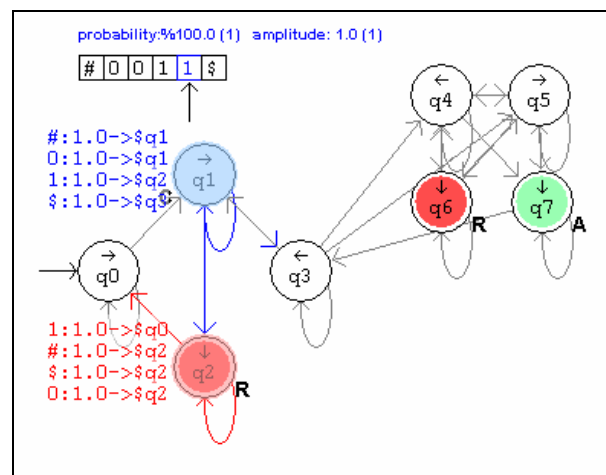 probability:%100.0 (1) amplitude: 1.0 (1)
# 0 0 1 1 $
#:1.0->$q1
0:1.0->$q1
1:1.0->$q2
$:1.0->$q3
q1
q4
q5
q6
R
q7
A
q0
q3
1:1.0->$q0
#:1.0->$q2
$:1.0->$q2
0:1.0->$q2
q2
R